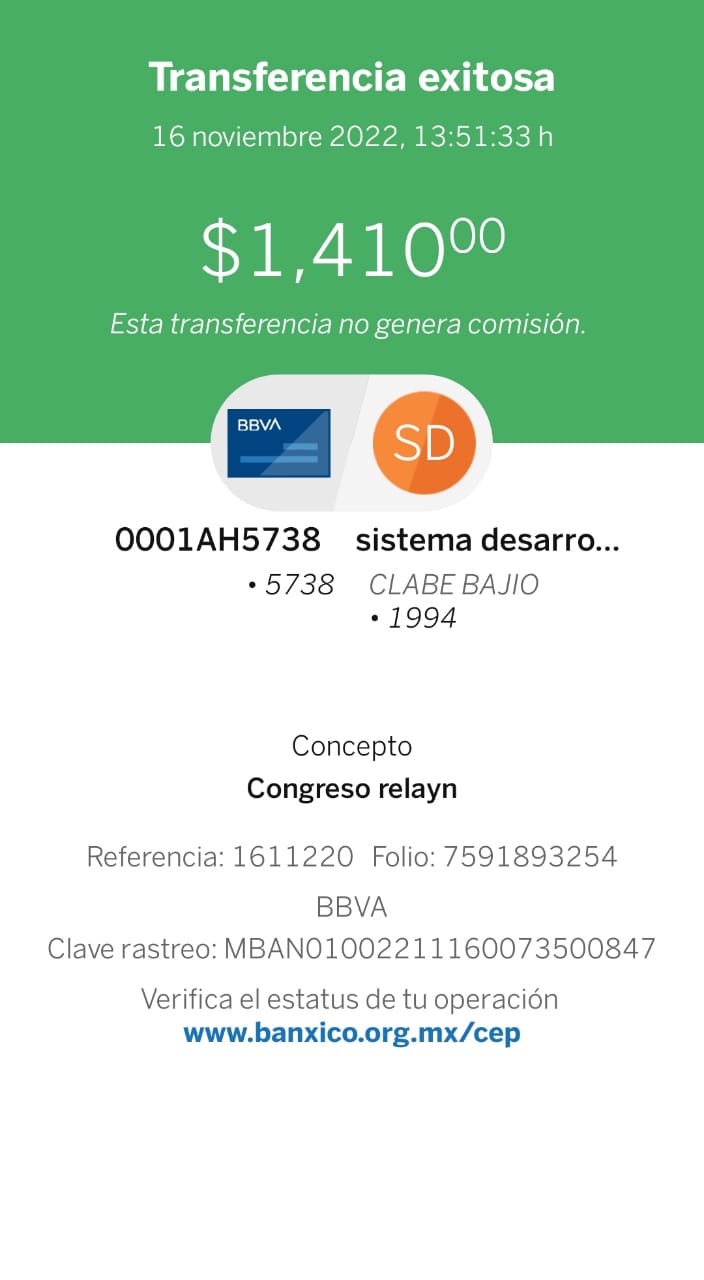 Transferencia exitosa
16 noviembre 2022, 13:51:33 h
$1,410⁰⁰
Esta transferencia no genera comisión.
BBVA
SD
0001AH5738 sistema desarro...
• 5738 CLABE BAJIO
• 1994
Concepto
Congreso relayn
Referencia: 1611220 Folio: 7591893254
BBVA
Clave rastreo: MBAN01002211160073500847
Verifica el estatus de tu operación
www.banxico.org.mx/cep